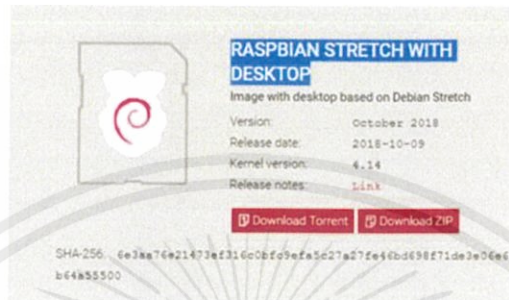 RASPBIAN STRETCH WITH
DESKTOP
Image with desktop based on Debian Stretch
Version: October 2018
Release date: 2018-10-09
Kernel version: 4.14
Release notes: Link
Download Torrent Download ZIP
SHA-256:
b64a55500